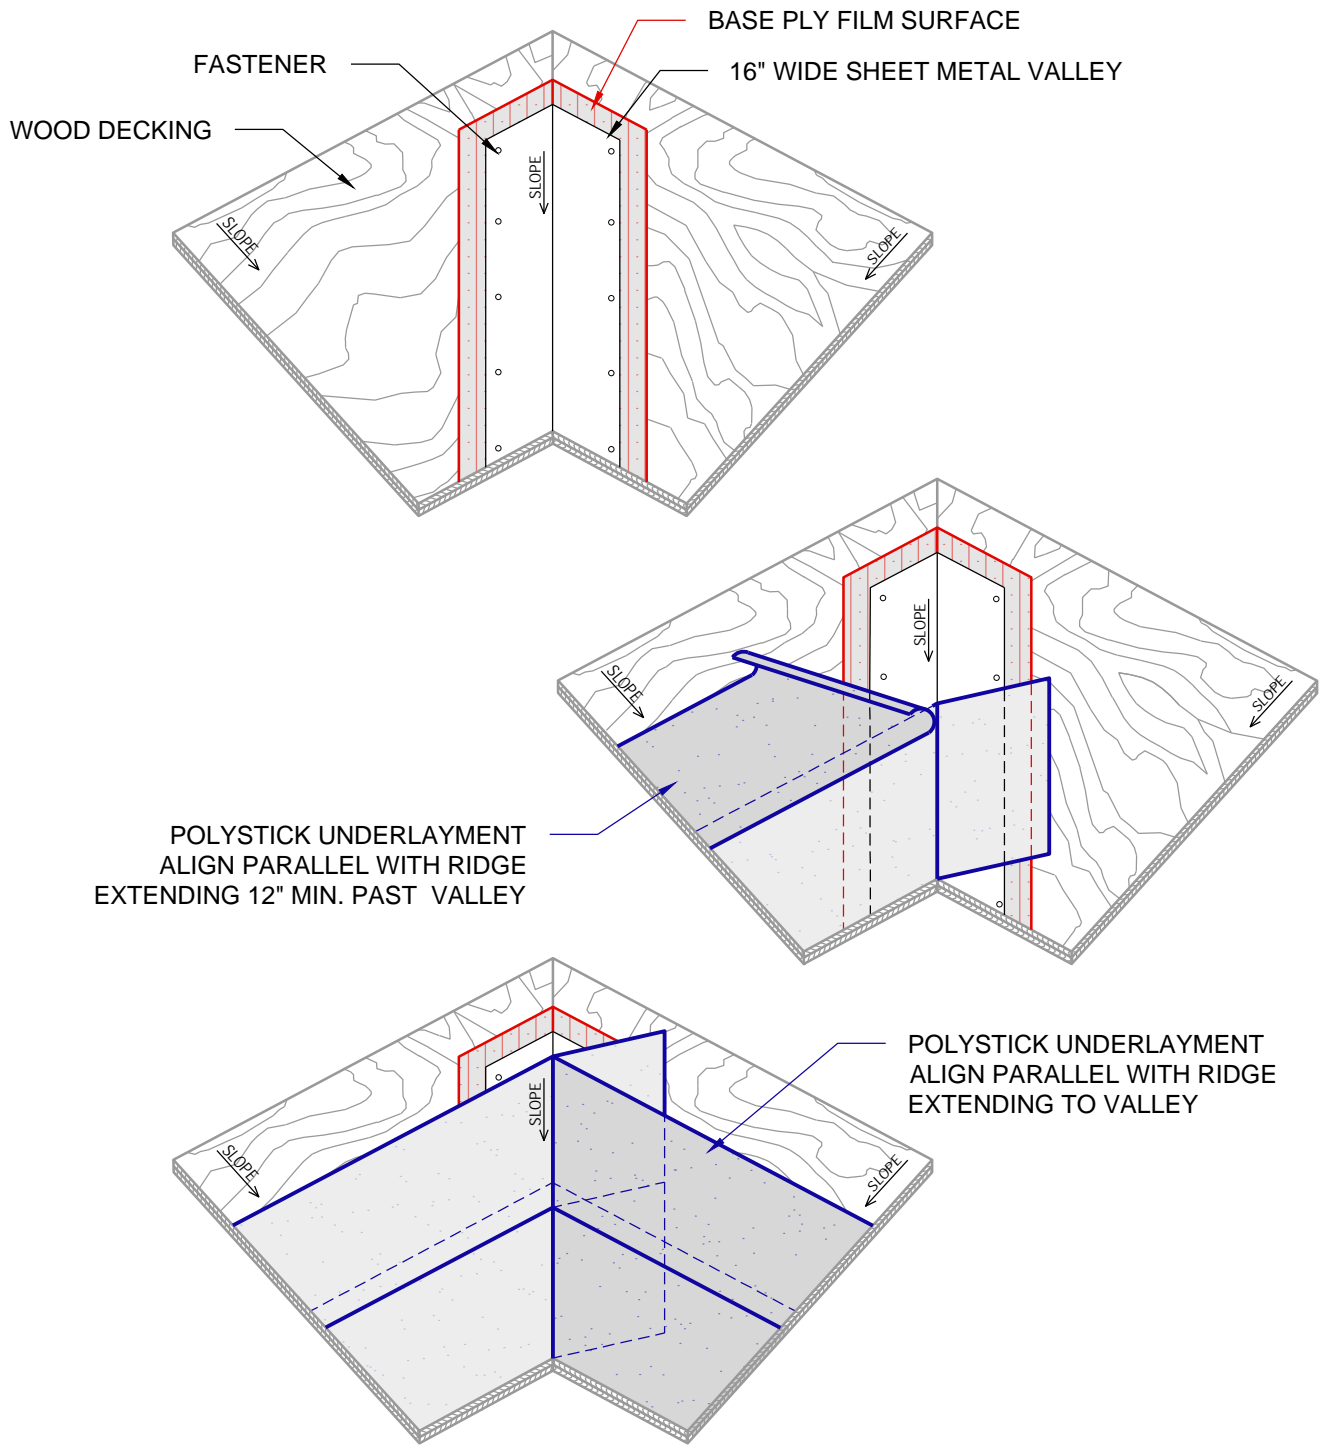 BASE PLY FILM SURFACE
FASTENER
16" WIDE SHEET METAL VALLEY
WOOD DECKING
SLOPE
SLOPE
SLOPE
SLOPE
SLOPE
SLOPE
POLYSTICK UNDERLAYMENT
ALIGN PARALLEL WITH RIDGE
EXTENDING 12" MIN. PAST VALLEY
POLYSTICK UNDERLAYMENT
ALIGN PARALLEL WITH RIDGE
EXTENDING TO VALLEY
SLOPE
SLOPE
SLOPE